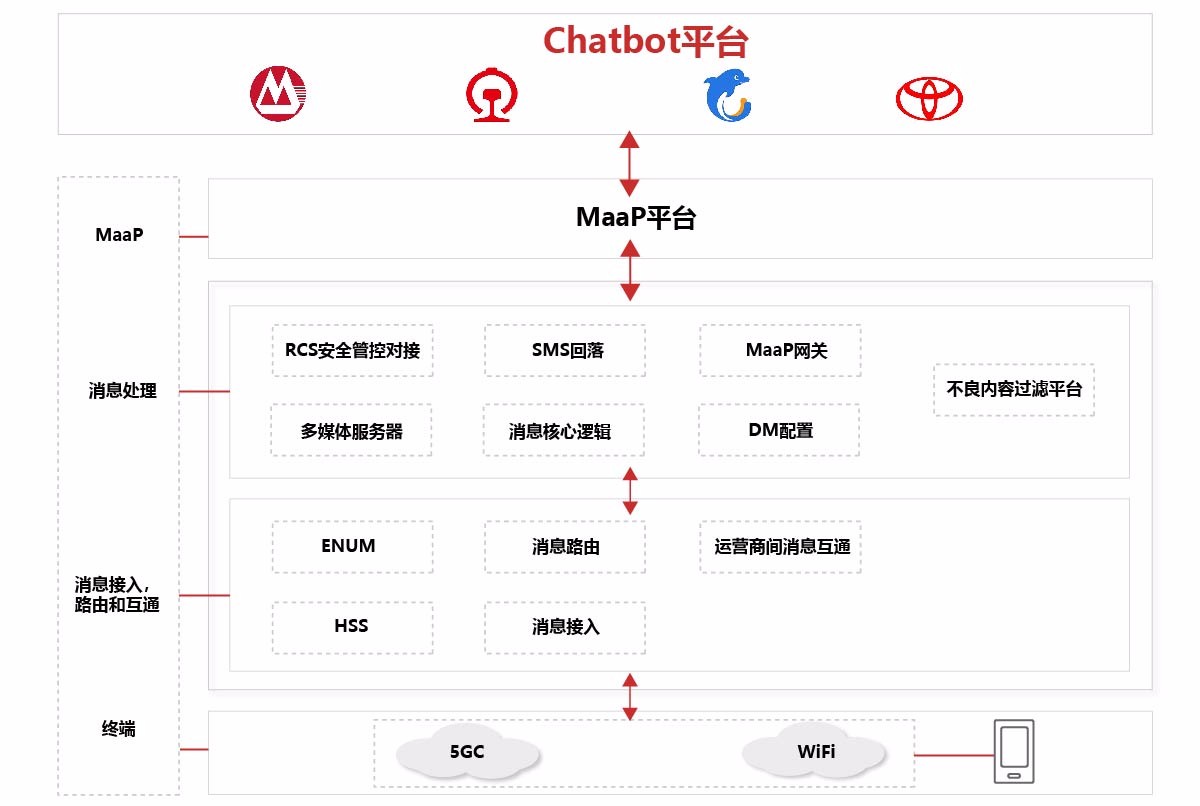 Chatbot平台
MaaP
MaaP平台
消息处理
RCS安全管控对接
SMS回落
MaaP网关
不良内容过滤平台
多媒体服务器
消息核心逻辑
DM配置
消息接入，
路由和互通
ENUM
消息路由
运营商间消息互通
HSS
消息接入
终端
5GC
WiFi